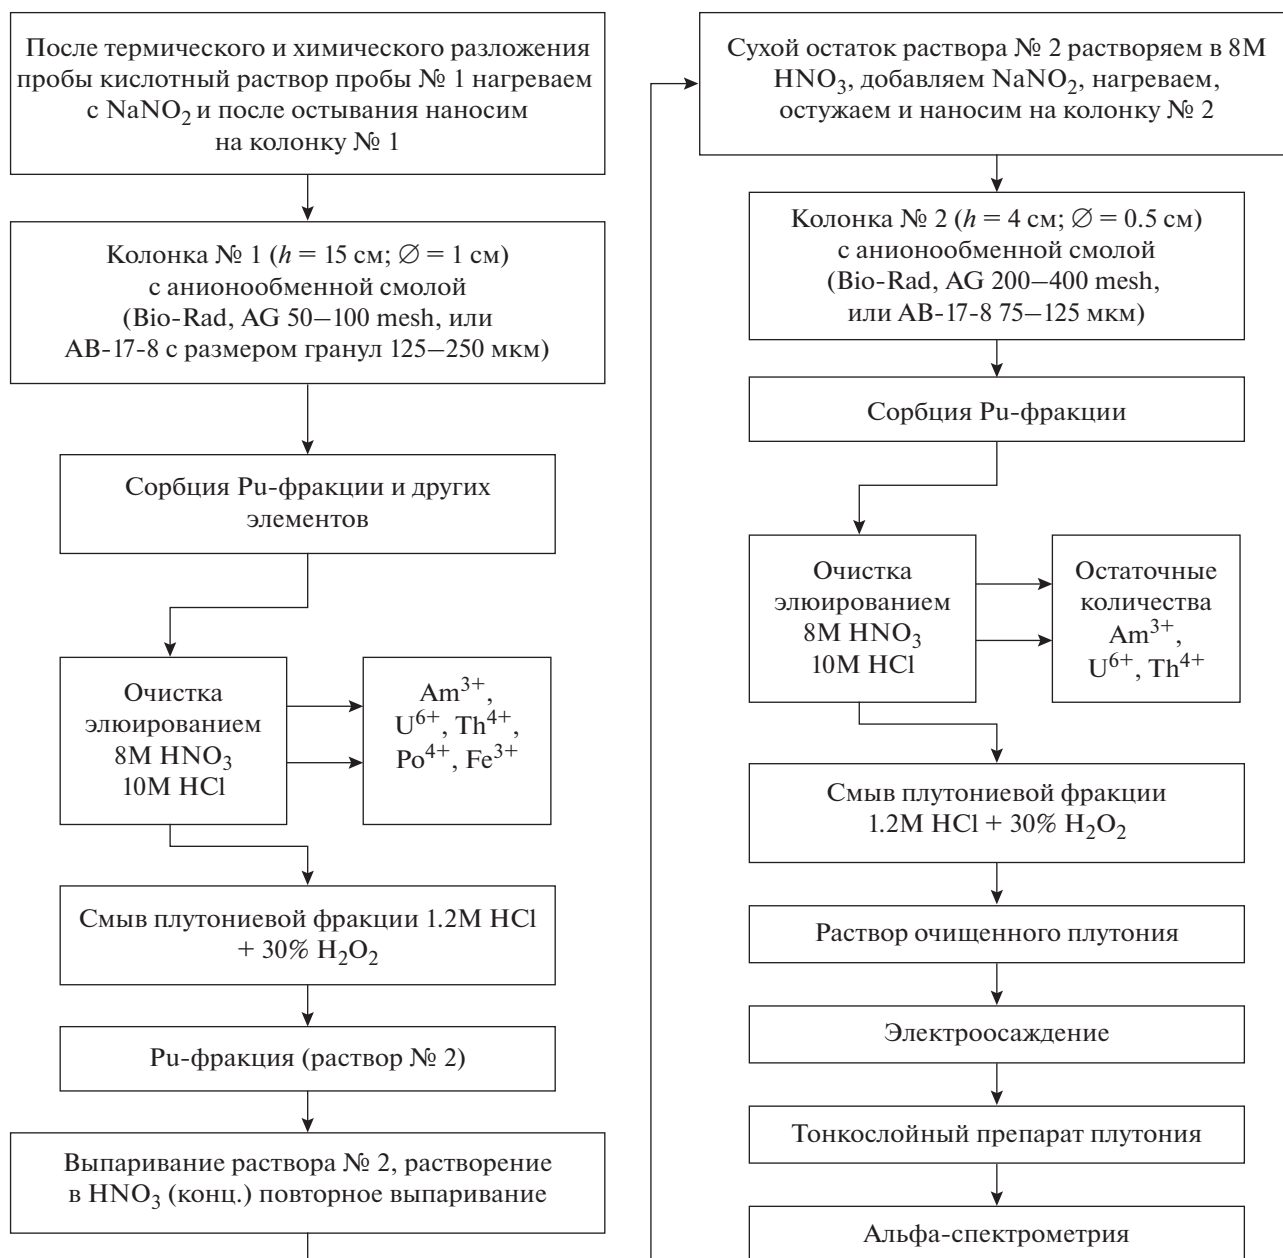 После термического и химического разложения
пробы кислотный раствор пробы № 1 нагреваем
с NaNO₂ и после остывания наносим
на колонку № 1
Колонка № 1 (h = 15 см; ∅ = 1 см)
с анионообменной смолой
(Bio-Rad, AG 50–100 mesh, или
АВ-17-8 с размером гранул 125–250 мкм)
Сорбция Pu-фракции и других
элементов
Очистка
элюированием
8M HNO₃
10M HCl
Am³⁺,
U⁶⁺, Th⁴⁺,
Po⁴⁺, Fe³⁺
Смыв плутониевой фракции 1.2M HCl
+ 30% H₂O₂
Pu-фракция (раствор № 2)
Выпаривание раствора № 2, растворение
в HNO₃ (конц.) повторное выпаривание
Сухой остаток раствора № 2 растворяем в 8M
HNO₃, добавляем NaNO₂, нагреваем,
остужаем и наносим на колонку № 2
Колонка № 2 (h = 4 см; ∅ = 0.5 см)
с анионообменной смолой
(Bio-Rad, AG 200–400 mesh,
или АВ-17-8 75–125 мкм)
Сорбция Pu-фракции
Очистка
элюированием
8M HNO₃
10M HCl
Остаточные
количества
Am³⁺,
U⁶⁺, Th⁴⁺
Смыв плутониевой фракции
1.2M HCl + 30% H₂O₂
Раствор очищенного плутония
Электроосаждение
Тонкослойный препарат плутония
Альфа-спектрометрия